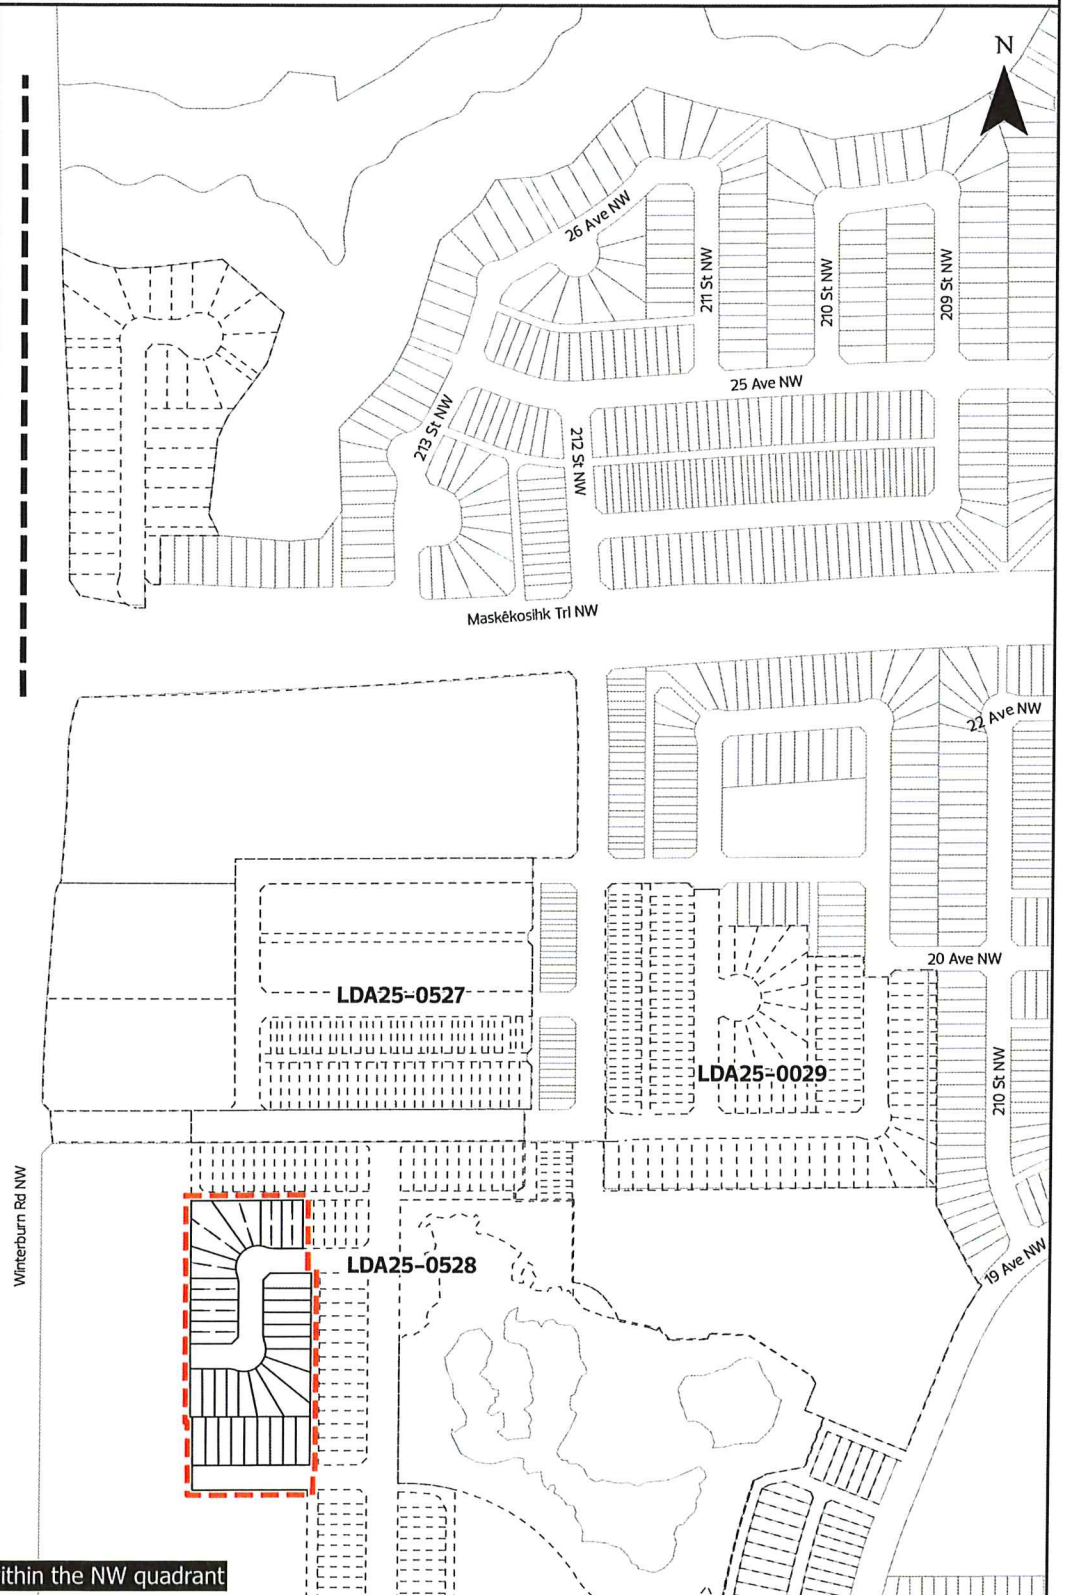 N
26 Ave NW
211 St NW
210 St NW
209 St NW
25 Ave NW
213 St NW
212 St NW
Maskêkosihk Trl NW
22 Ave NW
20 Ave NW
LDA25-0527
LDA25-0029
210 St NW
Winterburn Rd NW
LDA25-0528
19 Ave NW
ithin the NW quadrant